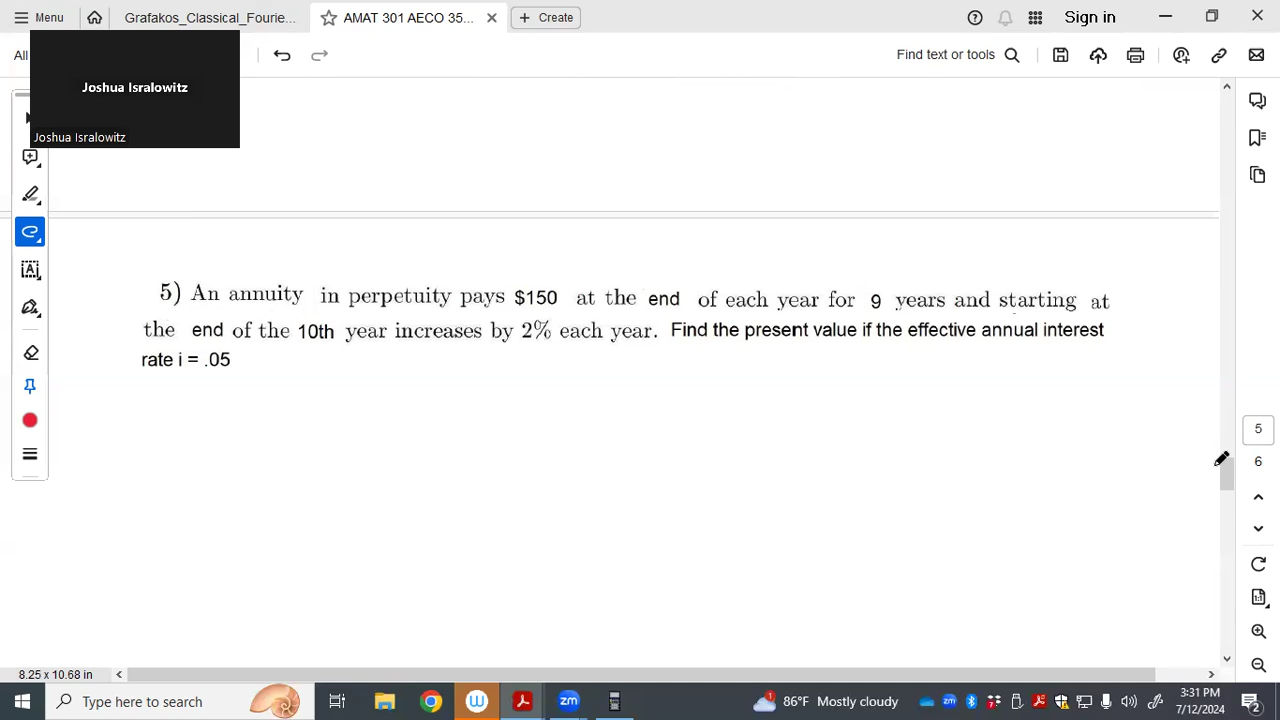 Menu
Grafakos_Classical_Fourie...
AMAT 301 AECO 35...
Create
Sign in
All
Find text or tools
Joshua Isralowitz
Joshua Isralowitz
5) An annuity in perpetuity pays $150 at the end of each year for 9 years and starting at
the end of the 10th year increases by 2% each year. Find the present value if the effective annual interest
rate i = .05
5
6
8.25 x 10.68 in
Type here to search
86°F Mostly cloudy
3:31 PM
7/12/2024